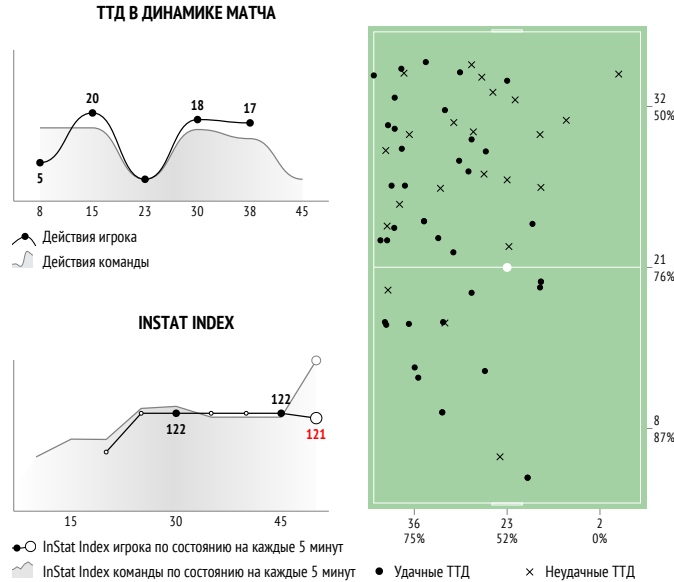 ТТД В ДИНАМИКЕ МАТЧА
20
18
17
5
8 15 23 30 38 45
Действия игрока
Действия команды
INSTAT INDEX
122
122
121
15 30 45
InStat Index игрока по состоянию на каждые 5 минут
InStat Index команды по состоянию на каждые 5 минут
32
50%
21
76%
8
87%
36 23 2
75% 52% 0%
Удачные ТТД
Неудачные ТТД